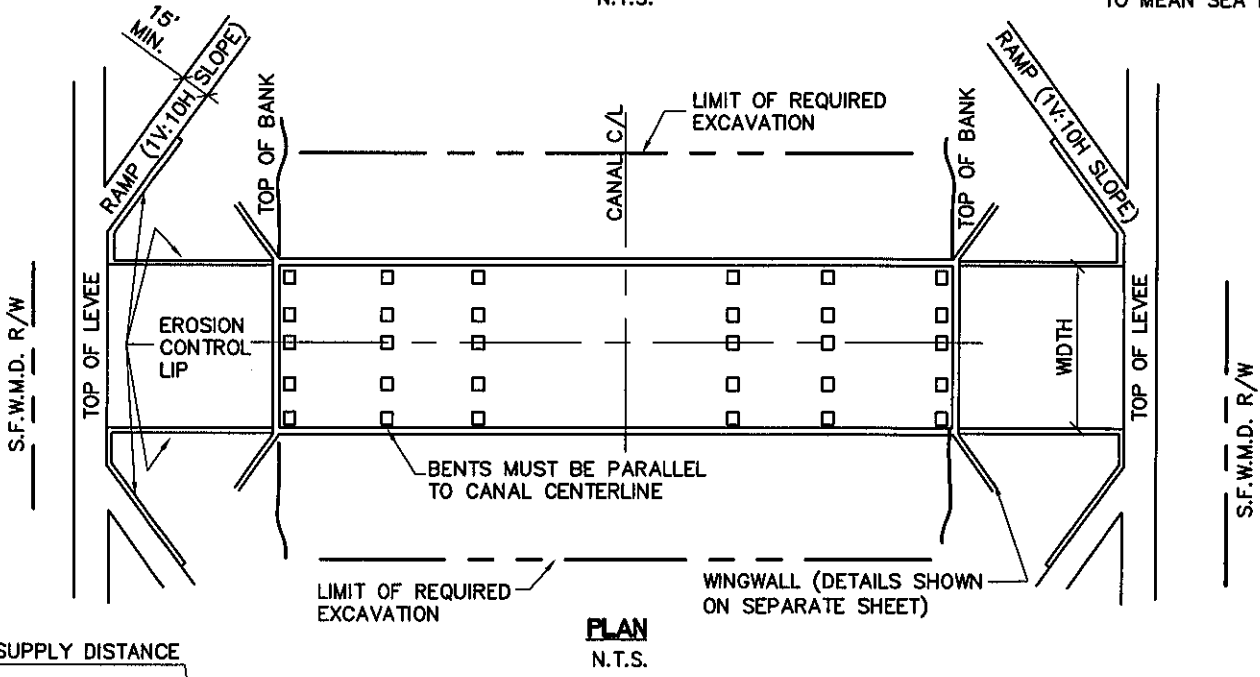 N.T.S.
TO MEAN SEA
15'
MIN.
RAMP (1V:10H SLOPE)
TOP OF BANK
LIMIT OF REQUIRED
EXCAVATION
CANAL C/L
TOP OF BANK
RAMP (1V:10H SLOPE)
S.F.W.M.D. R/W
TOP OF LEVEE
EROSION
CONTROL
LIP
WIDTH
TOP OF LEVEE
S.F.W.M.D. R/W
BENTS MUST BE PARALLEL
TO CANAL CENTERLINE
LIMIT OF REQUIRED
EXCAVATION
WINGWALL (DETAILS SHOWN
ON SEPARATE SHEET)
PLAN
N.T.S.
SUPPLY DISTANCE